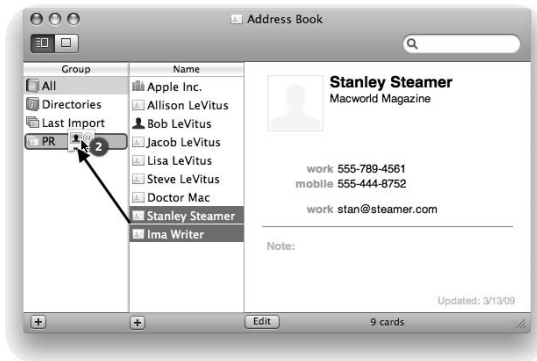 Address Book
Group
Name
All
Directories
Last Import
PR
2
Apple Inc.
Allison LeVitus
Bob LeVitus
Jacob LeVitus
Lisa LeVitus
Steve LeVitus
Doctor Mac
Stanley Steamer
Ima Writer
Stanley Steamer
Macworld Magazine
work 555-789-4561
mobile 555-444-8752
work stan@steamer.com
Note:
Updated: 3/13/09
+
+
Edit
9 cards